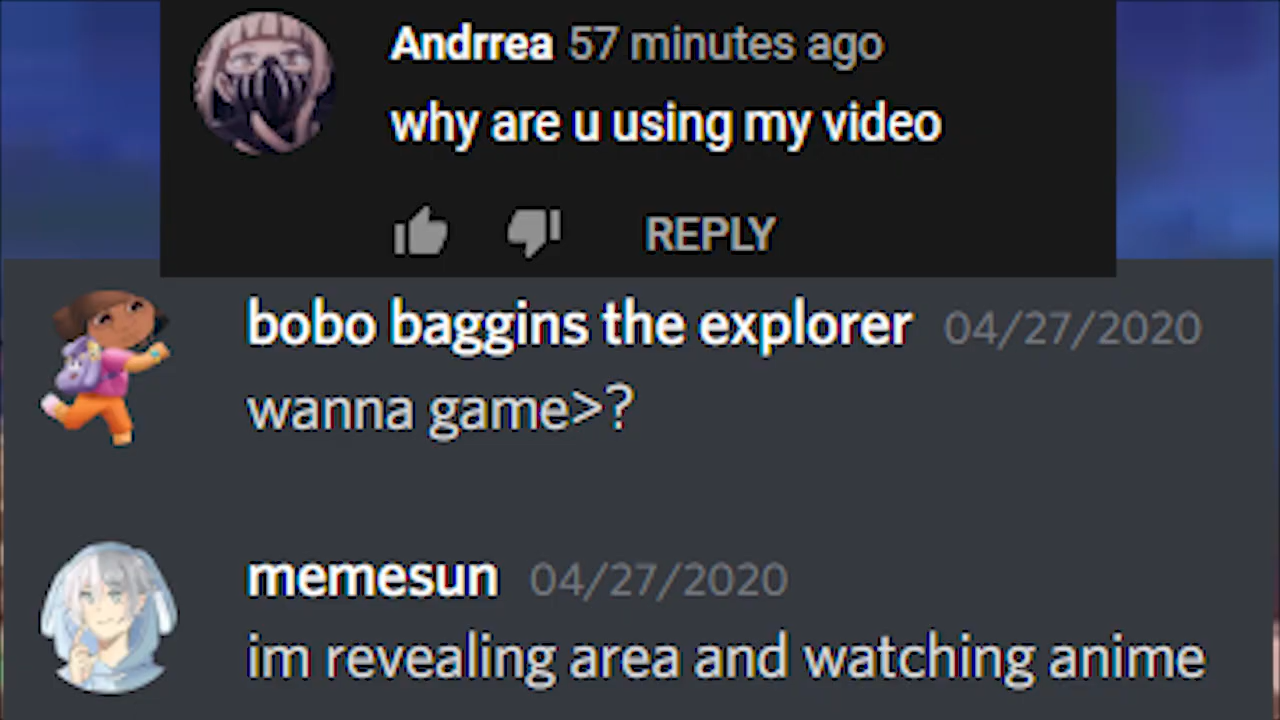 Andrrea 57 minutes ago
why are u using my video
REPLY
bobo baggins the explorer 04/27/2020
wanna game>?
memesun 04/27/2020
im revealing area and watching anime